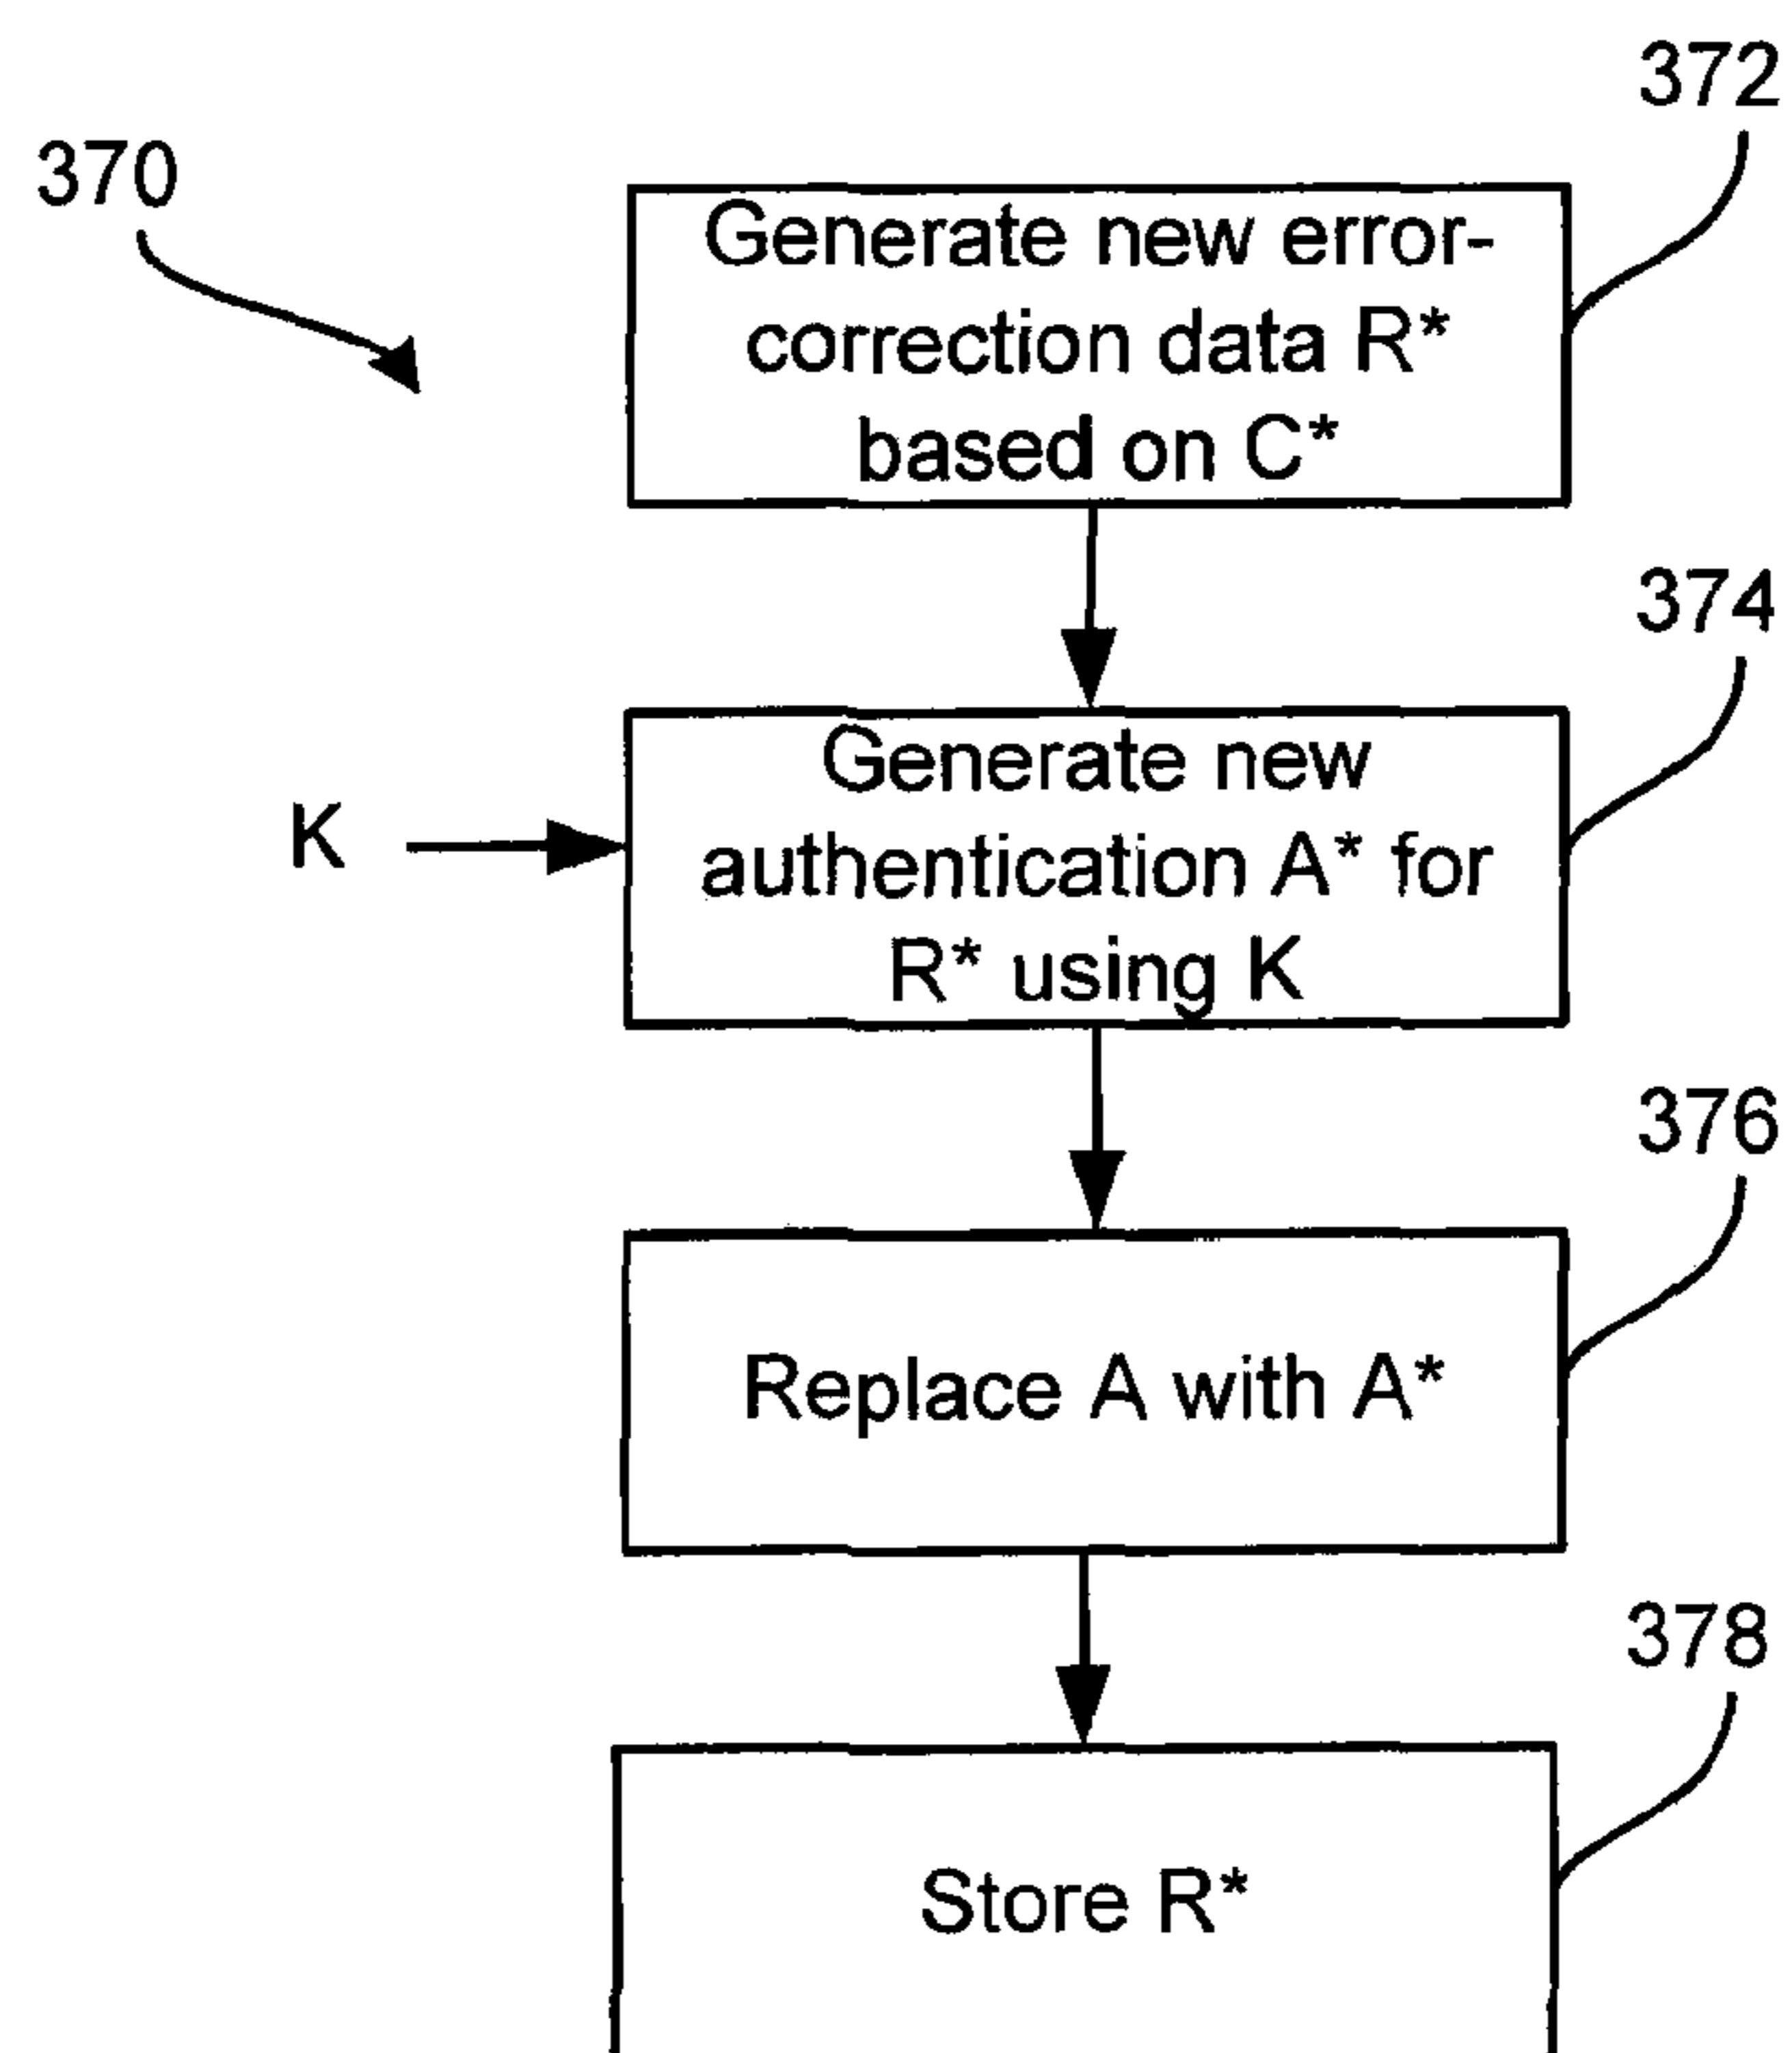 372
370
Generate new error-
correction data R*
based on C*
374
Generate new
K
authentication A* for
R* using K
376
Replace A with A*
378
Store R*